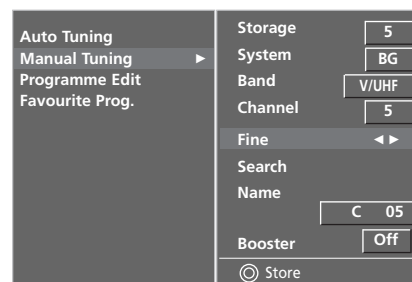 Auto Tuning
Manual Tuning ►
Programme Edit
Favourite Prog.
Storage 5
System BG
Band V/UHF
Channel 5
Fine ◄ ►
Search
Name
C 05
Booster Off
Store